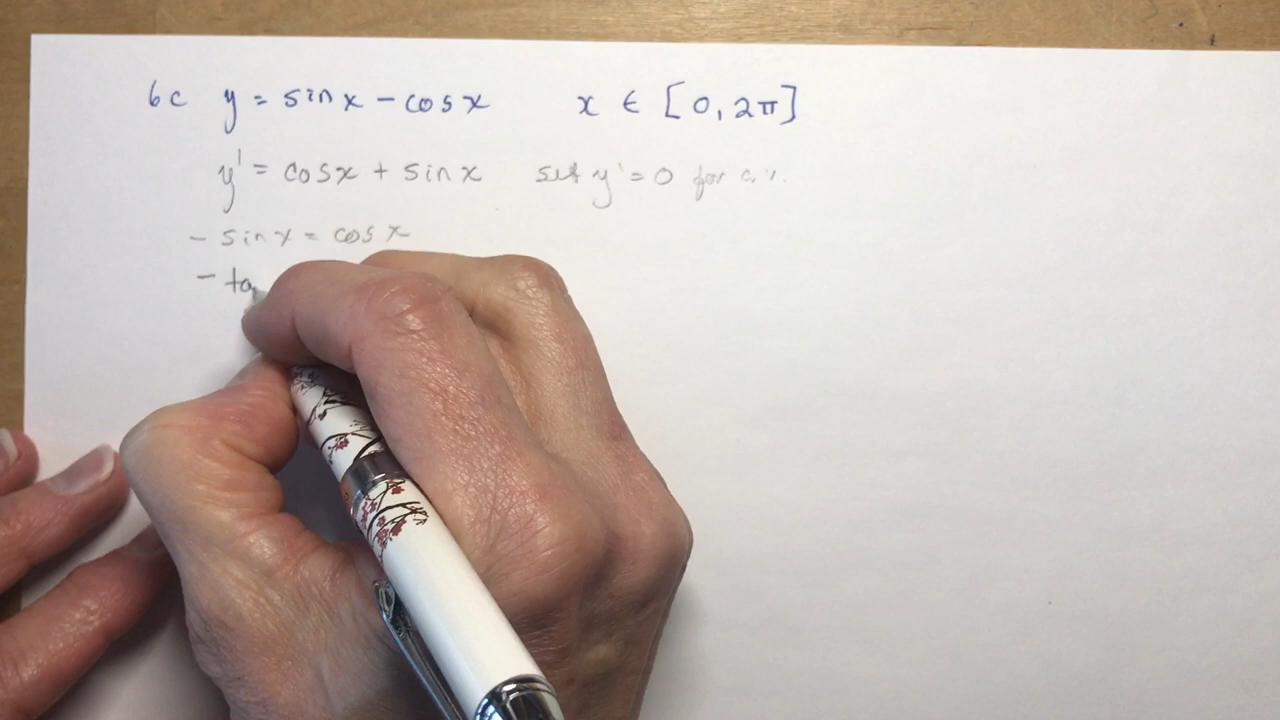 6c y = sin x - cos x x ∈ [0, 2π]
y' = cos x + sin x set y' = 0 for c.v.
- sin x = cos x
- ta